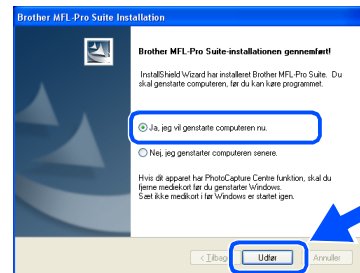 Brother MFL-Pro Suite Installation
Brother MFL-Pro Suite-installationen gennemført!
InstallShield Wizard har installeret Brother MFL-Pro Suite. Du
skal genstarte computeren, før du kan køre programmet.
Ja, jeg vil genstarte computeren nu.
Nej, jeg genstarter computeren senere.
Hvis dit apparet har PhotoCapture Centre funktion, skal du
fjerne mediekort før du genstarter Windows.
Sæt ikke medikort i før Windows er startet igen.
< Tilbage Udfør Annuller